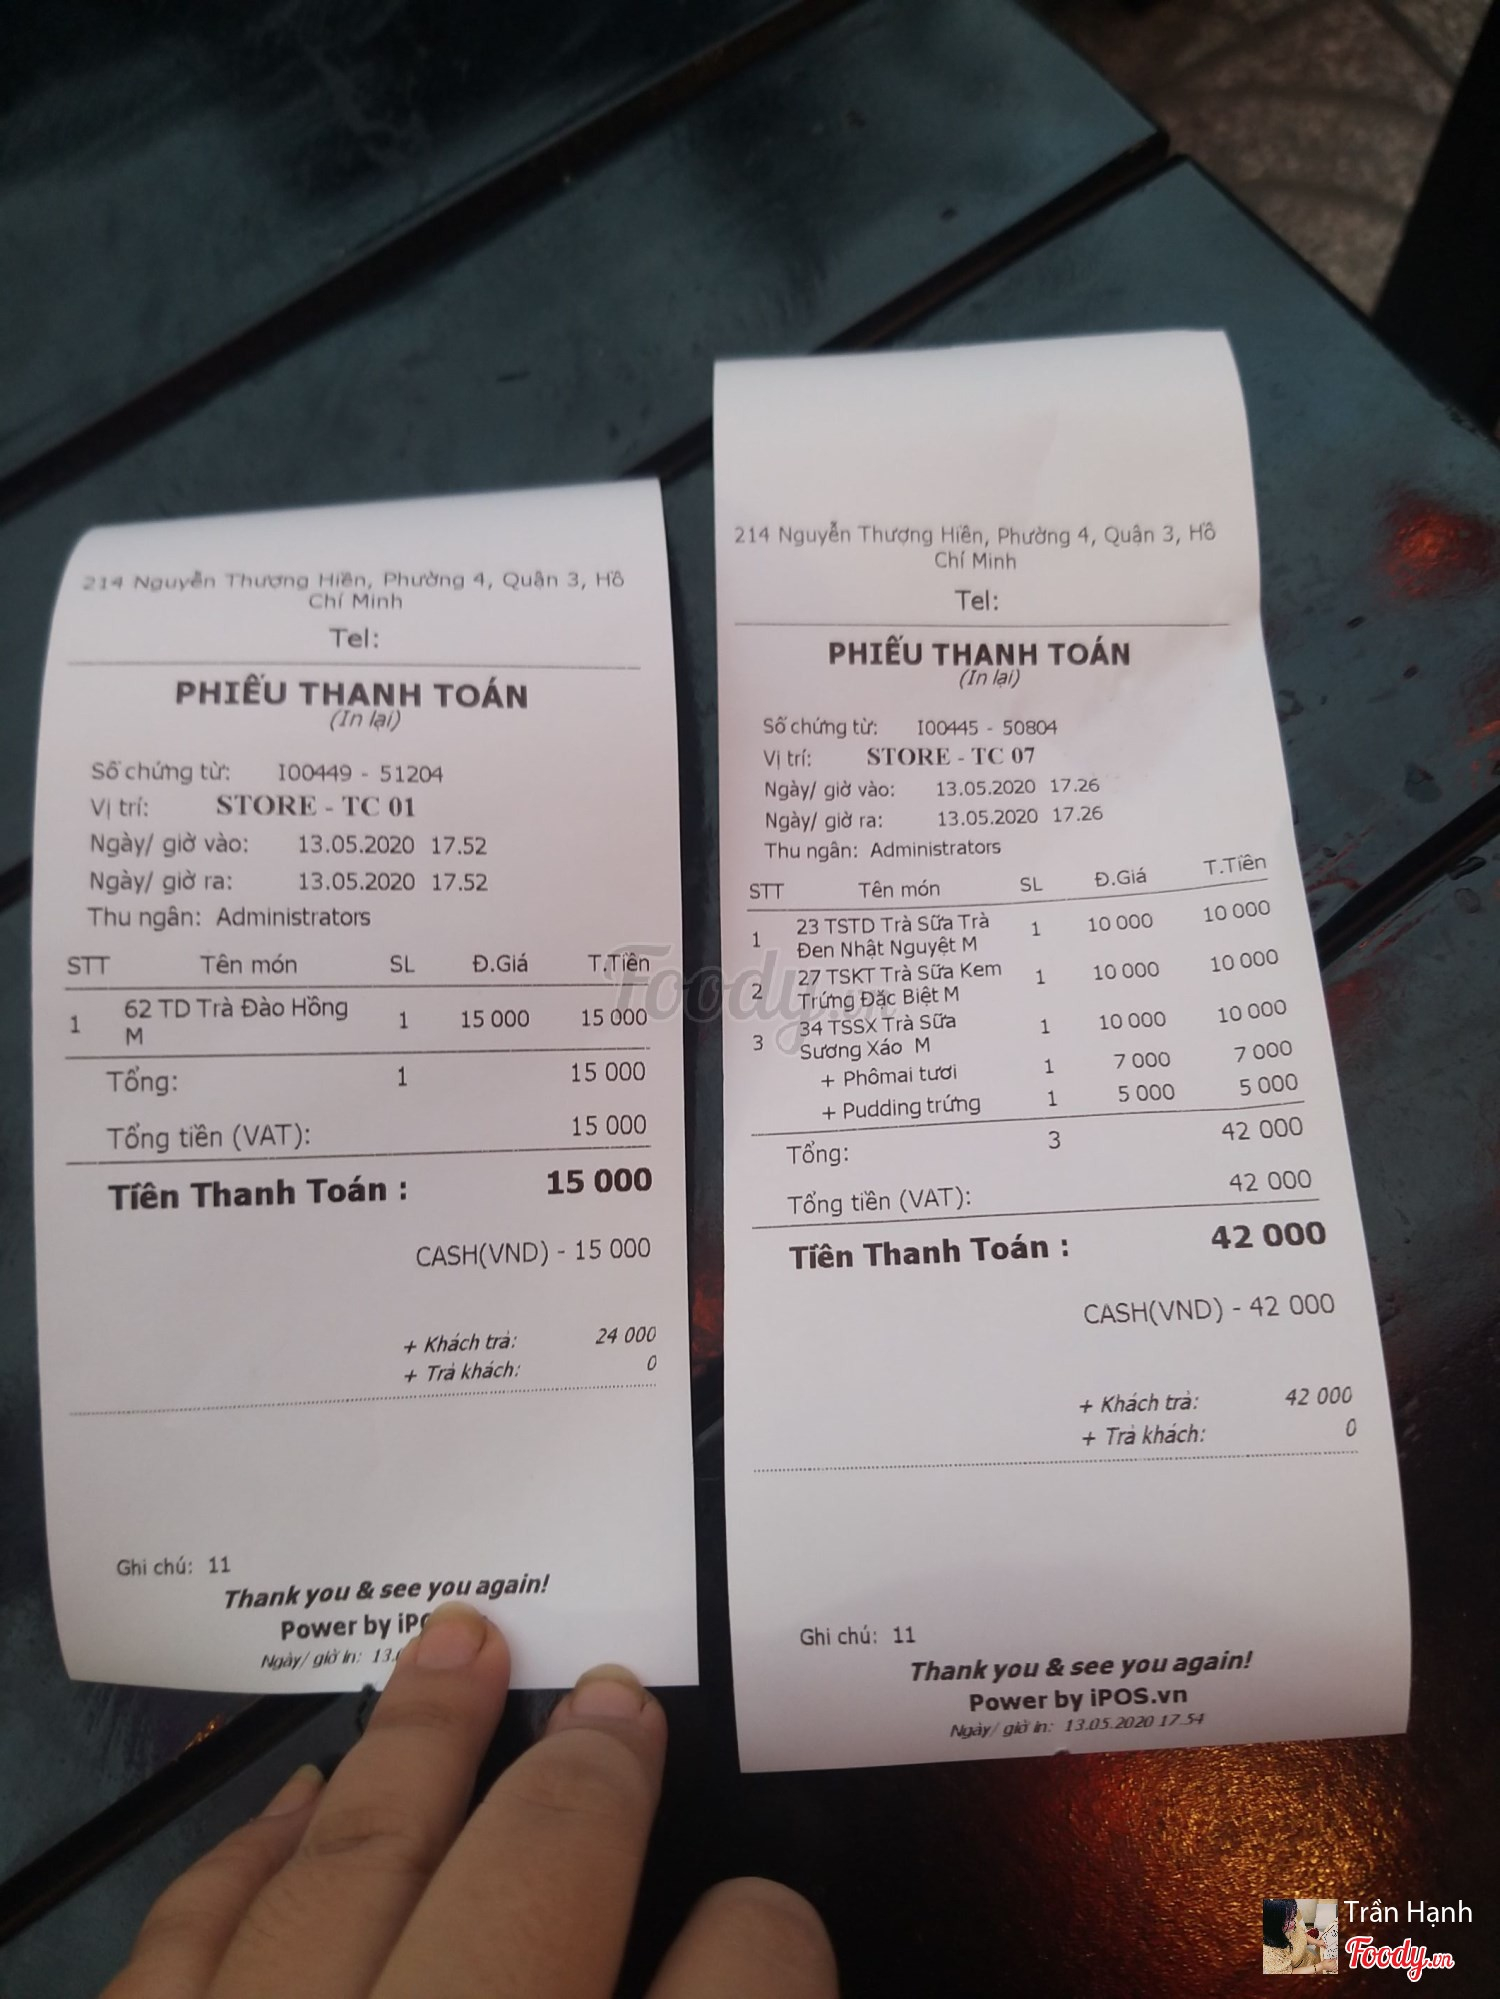 214 Nguyễn Thượng Hiền, Phường 4, Quận 3, Hồ
Chí Minh
Tel:
PHIẾU THANH TOÁN
(In lại)
Số chứng từ: I00449 - 51204
Vị trí: STORE - TC 01
Ngày/ giờ vào: 13.05.2020 17.52
Ngày/ giờ ra: 13.05.2020 17.52
Thu ngân: Administrators
STT Tên món SL Đ.Giá T.Tiền
1 62 TD Trà Đào Hồng 1 15 000 15 000
M
Tổng: 1 15 000
Tổng tiền (VAT): 15 000
Tiền Thanh Toán : 15 000
CASH(VND) - 15 000
+ Khách trả: 24 000
+ Trả khách: 0
Ghi chú: 11
Thank you & see you again!
Power by
Ngày/ giờ in:
214 Nguyễn Thượng Hiền, Phường 4, Quận 3, Hồ
Chí Minh
Tel:
PHIẾU THANH TOÁN
(In lại)
Số chứng từ: I00445 - 50804
Vị trí: STORE - TC 07
Ngày/ giờ vào: 13.05.2020 17.26
Ngày/ giờ ra: 13.05.2020 17.26
Thu ngân: Administrators
STT Tên món SL Đ.Giá T.Tiền
1 23 TSTD Trà Sữa Trà 1 10 000 10 000
Đen Nhật Nguyệt M
2 27 TSKT Trà Sữa Kem 1 10 000 10 000
Trứng Đặc Biệt M
3 34 TSSX Trà Sữa 1 10 000 10 000
Sương Xáo M
+ Phômai tươi 1 7 000 7 000
+ Pudding trứng 1 5 000 5 000
Tổng: 3 42 000
Tổng tiền (VAT): 42 000
Tiền Thanh Toán : 42 000
CASH(VND) - 42 000
+ Khách trả: 42 000
+ Trả khách: 0
Ghi chú: 11
Thank you & see you again!
Power by iPOS.vn
Ngày/ giờ in: 13.05.2020 17.54
Foody.vn
Trần Hạnh
Foody.vn